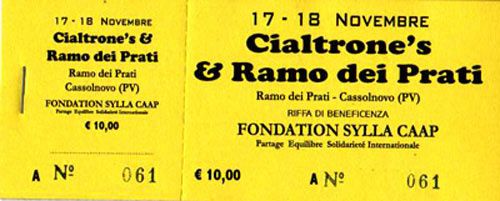 17 - 18 NOVEMBRE
Cialtrone's &
Ramo dei Prati
Ramo dei Prati
Cassolnovo (PV)
FONDATION SYLLA CAAP
Partage Equilibre Solidarieté Internationale
€ 10,00
A Nº 061
17 - 18 NOVEMBRE
Cialtrone's
& Ramo dei Prati
Ramo dei Prati - Cassolnovo (PV)
RIFFA DI BENEFICENZA
FONDATION SYLLA CAAP
Partage Equilibre Solidarieté Internationale
€ 10,00 A Nº 061